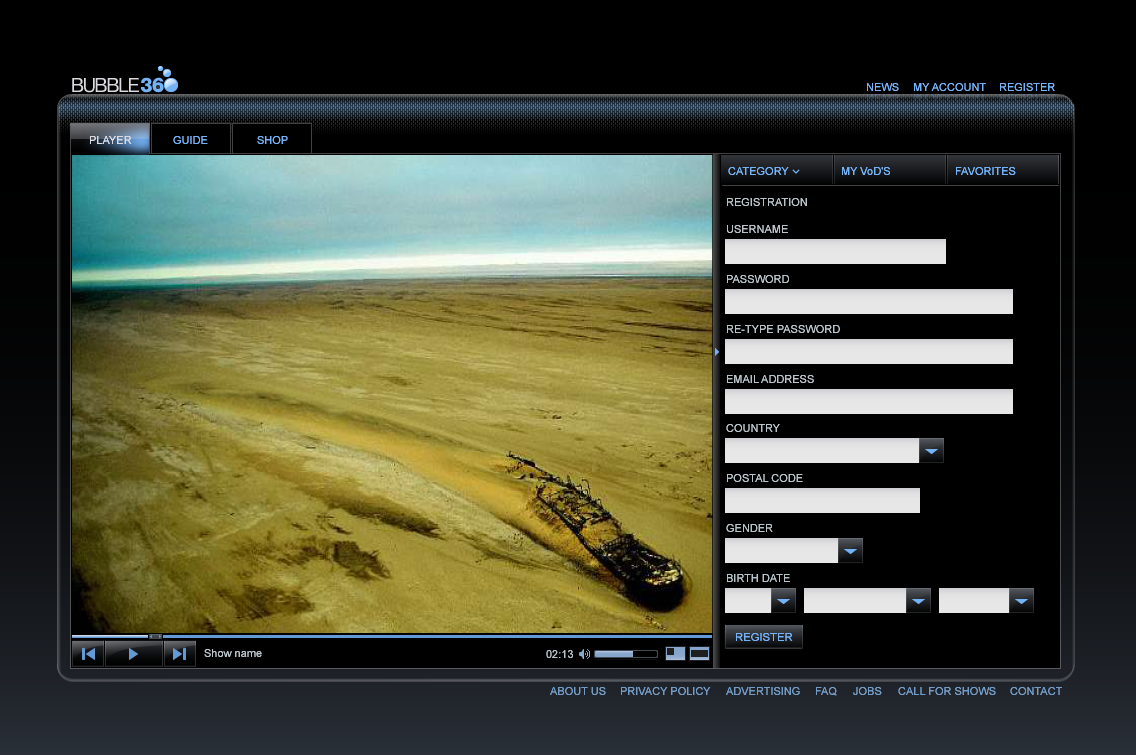 BUBBLE36
NEWS MY ACCOUNT REGISTER
PLAYER GUIDE SHOP
CATEGORY MY VoD'S FAVORITES
REGISTRATION
USERNAME
PASSWORD
RE-TYPE PASSWORD
EMAIL ADDRESS
COUNTRY
POSTAL CODE
GENDER
BIRTH DATE
REGISTER
Show name 02:13
ABOUT US PRIVACY POLICY ADVERTISING FAQ JOBS CALL FOR SHOWS CONTACT